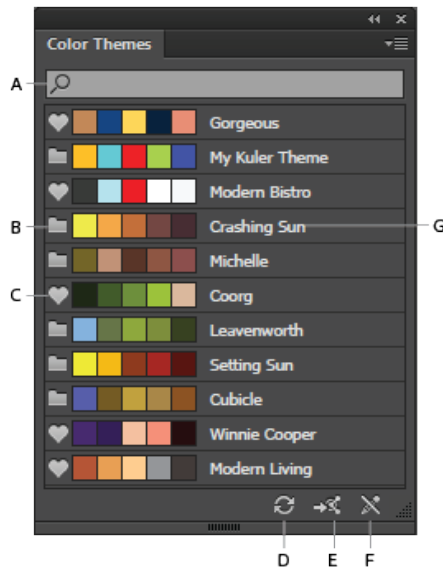 Color Themes
A
Gorgeous
My Kuler Theme
Modern Bistro
B
Crashing Sun
G
Michelle
C
Coorg
Leavenworth
Setting Sun
Cubicle
Winnie Cooper
Modern Living
D
E
F